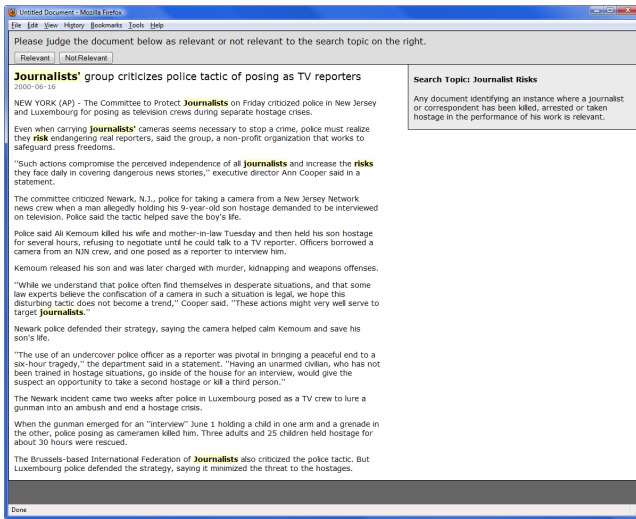 Untitled Document - Mozilla Firefox
File Edit View History Bookmarks Tools Help
Please judge the document below as relevant or not relevant to the search topic on the right.
Relevant Not Relevant
Journalists' group criticizes police tactic of posing as TV reporters
2000-06-16
NEW YORK (AP) - The Committee to Protect Journalists on Friday criticized police in New Jersey
and Luxembourg for posing as television crews during separate hostage crises.
Even when carrying journalists' cameras seems necessary to stop a crime, police must realize
they risk endangering real reporters, said the group, a non-profit organization that works to
safeguard press freedoms.
"Such actions compromise the perceived independence of all journalists and increase the risks
they face daily in covering dangerous news stories," executive director Ann Cooper said in a
statement.
The committee criticized Newark, N.J., police for taking a camera from a New Jersey Network
news crew when a man allegedly holding his 9-year-old son hostage demanded to be interviewed
on television. Police said the tactic helped save the boy's life.
Police said Ali Kemoum killed his wife and mother-in-law Tuesday and then held his son hostage
for several hours, refusing to negotiate until he could talk to a TV reporter. Officers borrowed a
camera from an NJN crew, and one posed as a reporter to interview him.
Kemoum released his son and was later charged with murder, kidnapping and weapons offenses.
"While we understand that police often find themselves in desperate situations, and that some
law experts believe the confiscation of a camera in such a situation is legal, we hope this
disturbing tactic does not become a trend," Cooper said. "These actions might very well serve to
target journalists."
Newark police defended their strategy, saying the camera helped calm Kemoum and save his
son's life.
"The use of an undercover police officer as a reporter was pivotal in bringing a peaceful end to a
six-hour tragedy," the department said in a statement. "Having an unarmed civilian, who has not
been trained in hostage situations, go inside of the house for an interview, would give the
suspect an opportunity to take a second hostage or kill a third person."
The Newark incident came two weeks after police in Luxembourg posed as a TV crew to lure a
gunman into an ambush and end a hostage crisis.
When the gunman emerged for an "interview" June 1 holding a child in one arm and a grenade in
the other, police posing as cameramen killed him. Three adults and 25 children held hostage for
about 30 hours were rescued.
The Brussels-based International Federation of Journalists also criticized the police tactic. But
Luxembourg police defended the strategy, saying it minimized the threat to the hostages.
Search Topic: Journalist Risks
Any document identifying an instance where a journalist
or correspondent has been killed, arrested or taken
hostage in the performance of his work is relevant.
Done